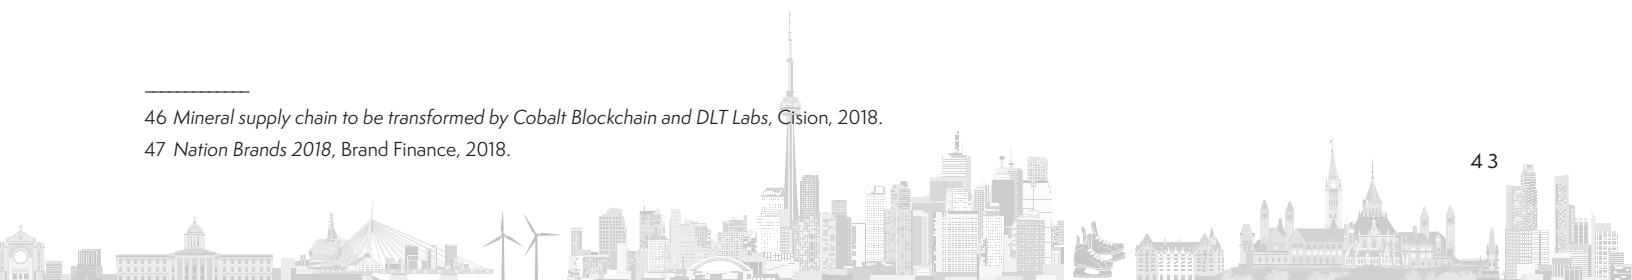 46 Mineral supply chain to be transformed by Cobalt Blockchain and DLT Labs, Cision, 2018.
47 Nation Brands 2018, Brand Finance, 2018.
43